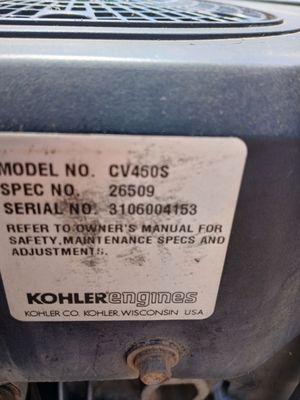 MODEL NO. CV460S
SPEC NO. 26509
SERIAL NO. 3106004153
REFER TO OWNER'S MANUAL FOR
SAFETY, MAINTENANCE SPECS AND
ADJUSTMENTS.
KOHLERengines
KOHLER CO. KOHLER, WISCONSIN USA